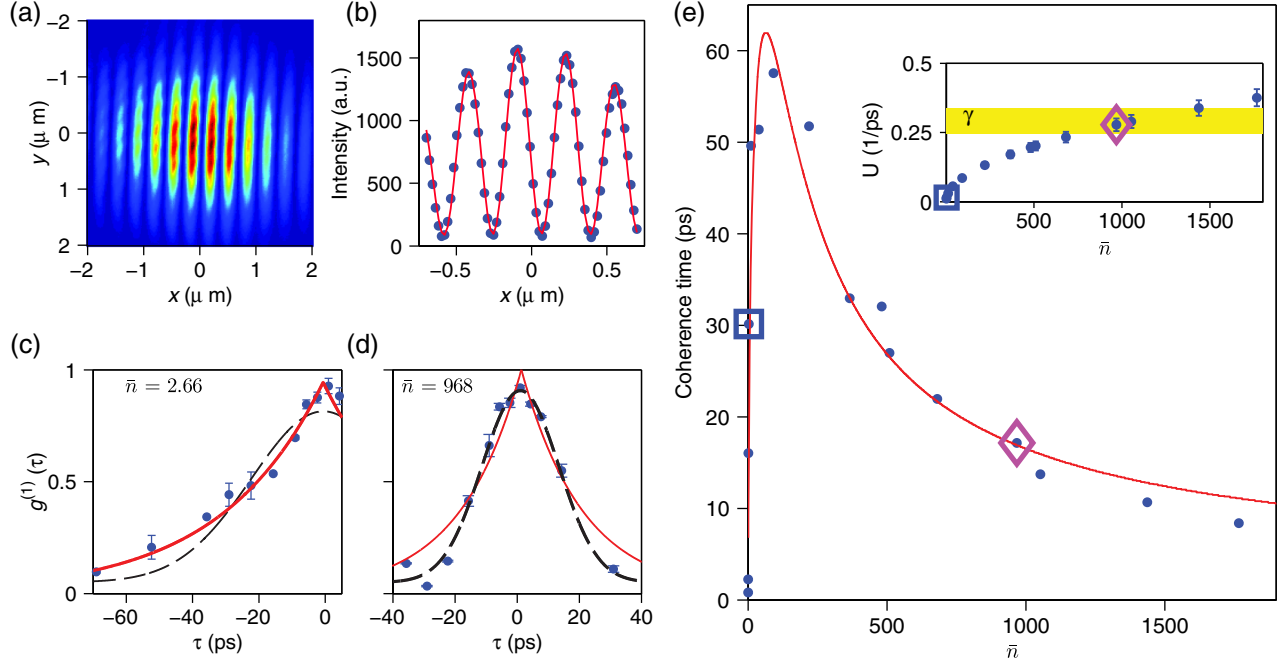 (a)
−2
−1
0
1
2
y (μ m)
−2 −1 0 1 2
x (μ m)
(b)
Intensity (a.u.)
1500
1000
500
0
−0.5 0 0.5
x (μ m)
(c)
n̄ = 2.66
1
0.5
0
g⁽¹⁾(τ)
−60 −40 −20 0
τ (ps)
(d)
n̄ = 968
−40 −20 0 20 40
τ (ps)
(e)
Coherence time (ps)
60
50
40
30
20
10
0
0 500 1000 1500
n̄
U (1/ps)
0.5
0.25
0
γ
500 1000 1500
n̄